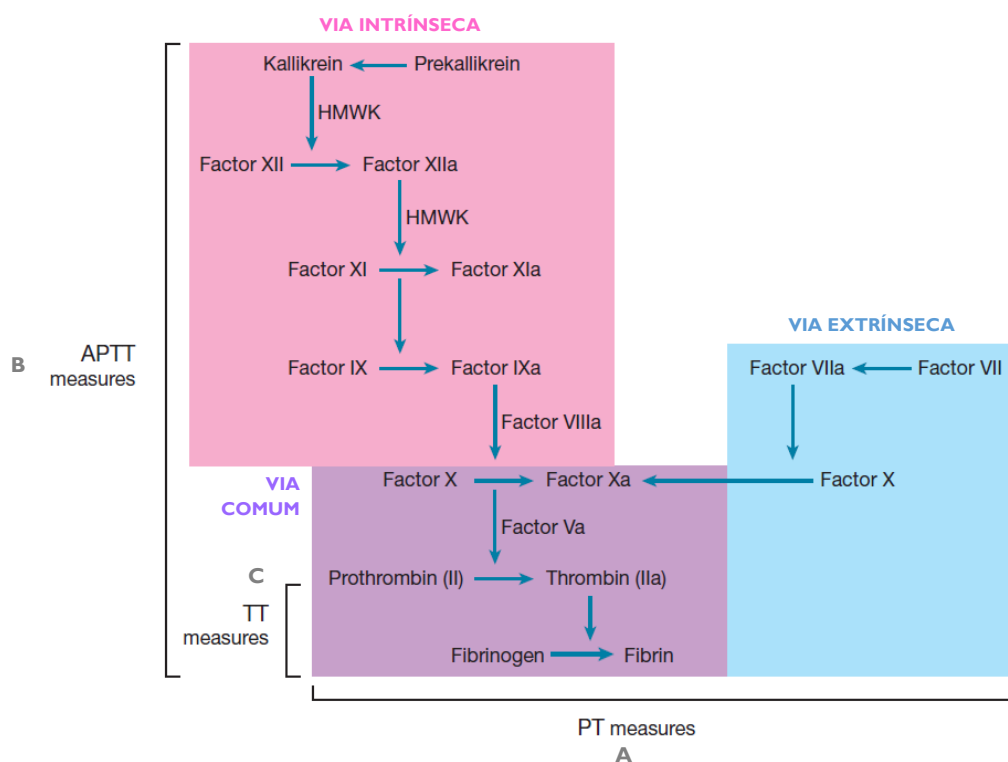 VIA INTRÍNSECA
Kallikrein Prekallikrein
HMWK
Factor XII Factor XIIa
HMWK
Factor XI Factor XIa
VIA EXTRÍNSECA
B APTT
measures
Factor IX Factor IXa
Factor VIIa Factor VII
Factor VIIIa
VIA
COMUM
Factor X Factor Xa Factor X
Factor Va
C Prothrombin (II) Thrombin (IIa)
TT
measures
Fibrinogen Fibrin
PT measures
A